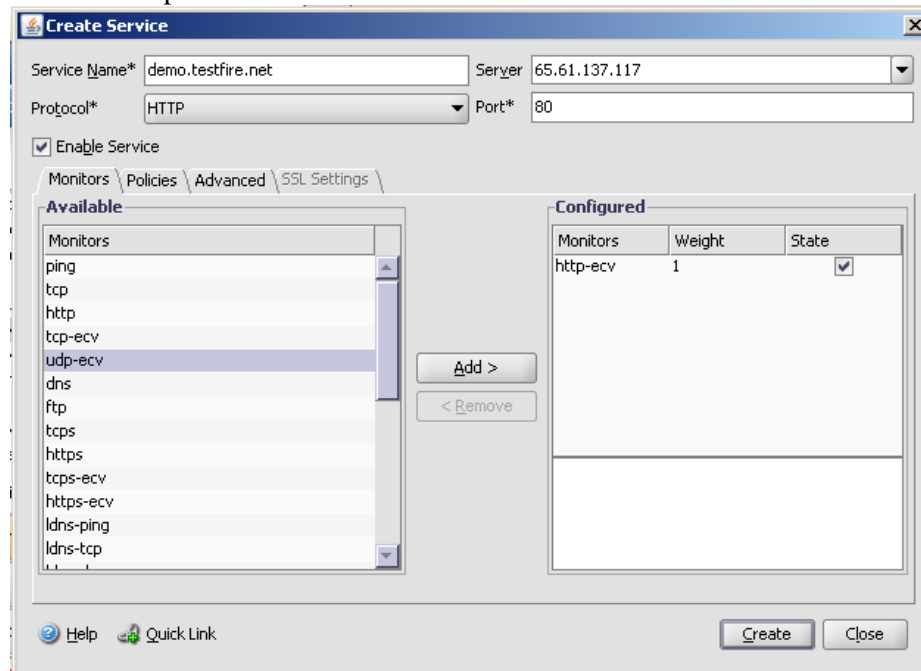 Create Service
Service Name* demo.testfire.net Server 65.61.137.117
Protocol* HTTP Port* 80
Enable Service
Monitors Policies Advanced SSL Settings
Available
Monitors
ping
tcp
http
tcp-ecv
udp-ecv
dns
ftp
tcps
https
tcps-ecv
https-ecv
ldns-ping
ldns-tcp
Add >
< Remove
Configured
Monitors Weight State
http-ecv 1
Help Quick Link Create Close